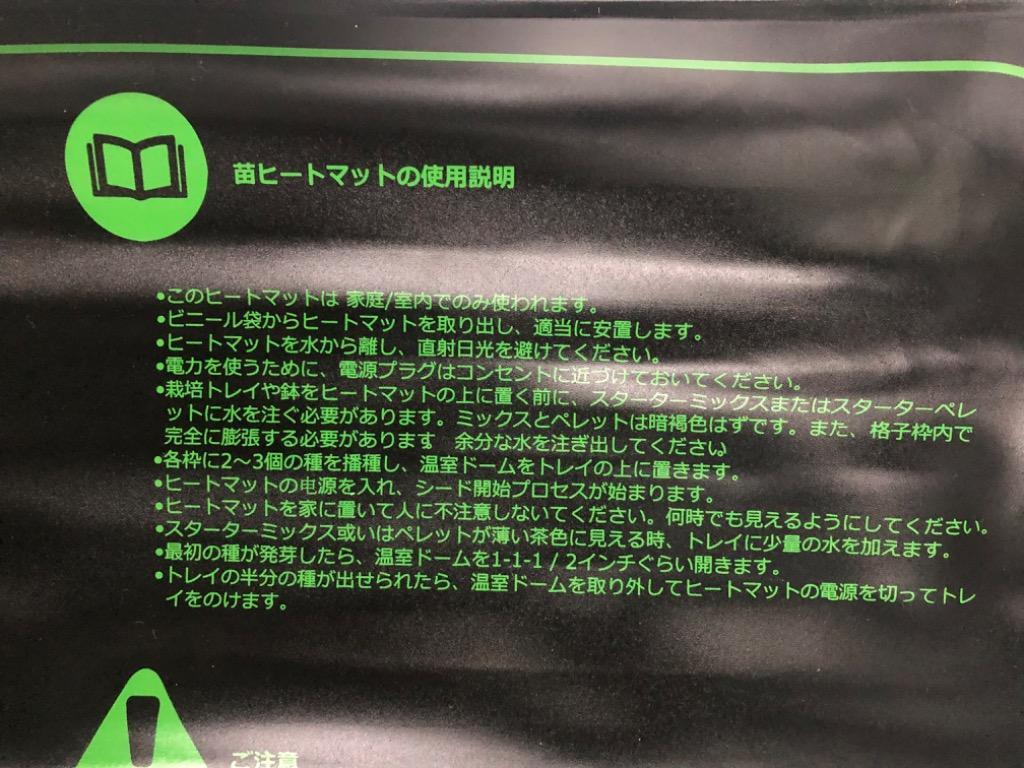 苗ヒートマットの使用説明
•このヒートマットは 家庭/室内でのみ使われます。
•ビニール袋からヒートマットを取り出し、適当に安置します。
•ヒートマットを水から離し、直射日光を避けてください。
•電力を使うために、電源プラグはコンセントに近づけておいてください。
•栽培トレイや鉢をヒートマットの上に置く前に、スターターミックスまたはスターターペレ
ットに水を注ぐ必要があります。ミックスとペレットは暗褐色はずです。また、格子枠内で
完全に膨張する必要があります　余分な水を注ぎ出してください
•各枠に2〜3個の種を播種し、温室ドームをトレイの上に置きます。
•ヒートマットの电源を入れ、シード開始プロセスが始まります。
•ヒートマットを家に置いて人に不注意しないてください。何時でも見えるようにしてください。
•スターターミックス或いはペレットが薄い茶色に見える時、トレイに少量の水を加えます。
•最初の種が発芽したら、温室ドームを1-1-1 / 2インチぐらい開きます。
•トレイの半分の種が出せられたら、温室ドームを取り外してヒートマットの電源を切ってトレ
イをのけます。
ご注意